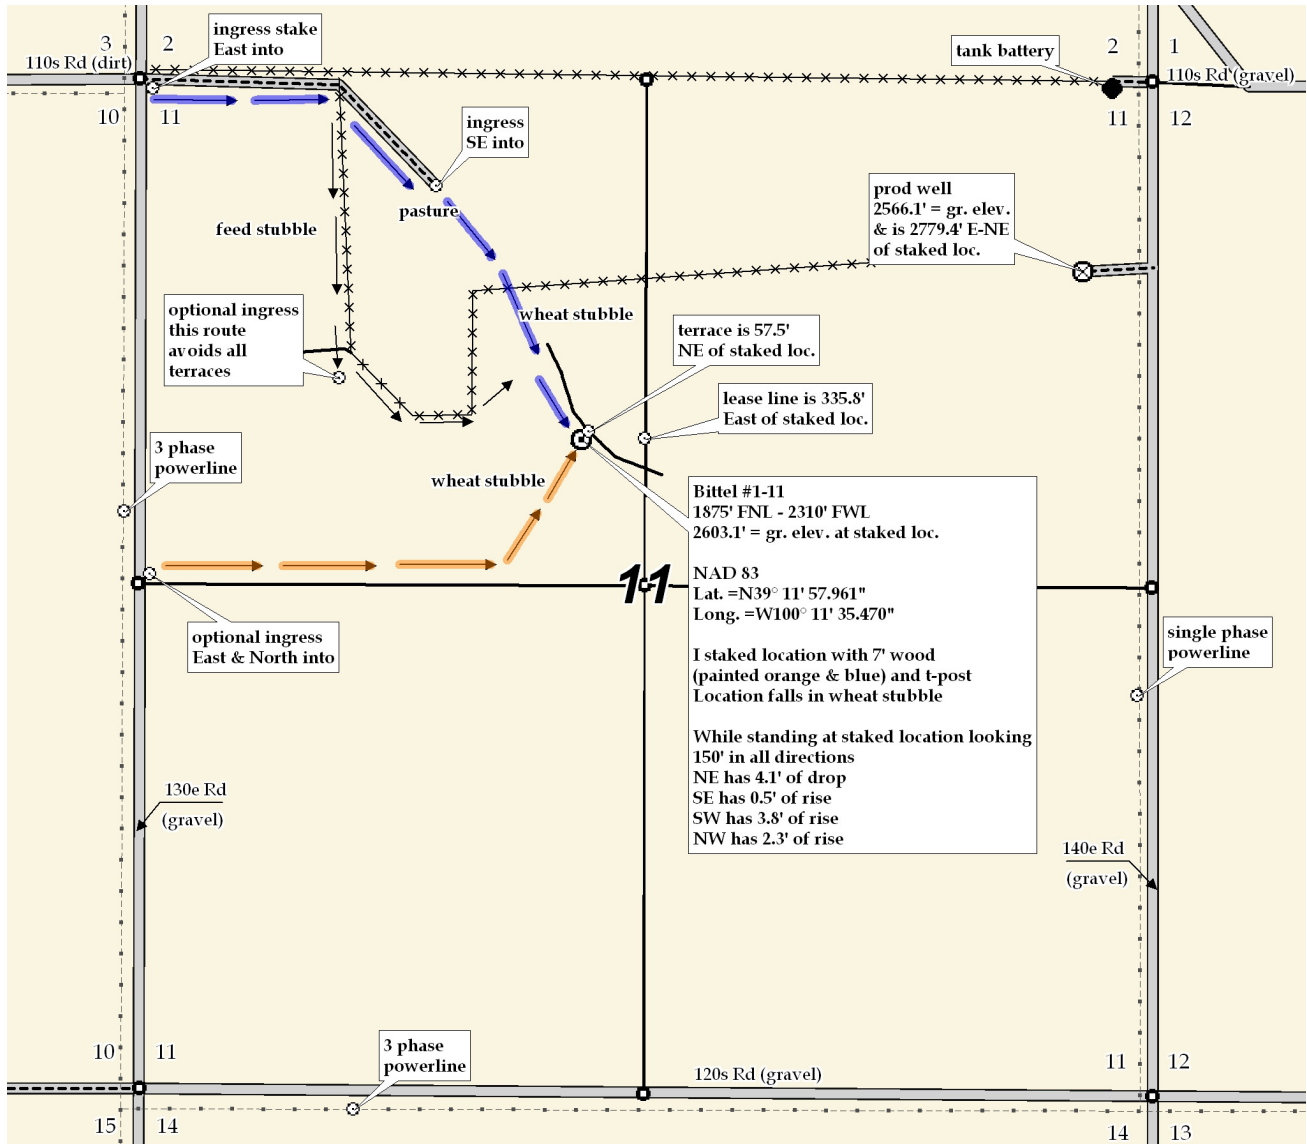 ingress stake
East into
3
2
110s Rd (dirt)
10
11
tank battery
2
1
110s Rd (gravel)
11
12
ingress
SE into
prod well
2566.1' = gr. elev.
& is 2779.4' E-NE
of staked loc.
pasture
feed stubble
optional ingress
this route
avoids all
terraces
wheat stubble
terrace is 57.5'
NE of staked loc.
lease line is 335.8'
East of staked loc.
3 phase
powerline
wheat stubble
Bittel #1-11
1875' FNL - 2310' FWL
2603.1' = gr. elev. at staked loc.
NAD 83
Lat. =N39° 11' 57.961"
Long. =W100° 11' 35.470"
I staked location with 7' wood
(painted orange & blue) and t-post
Location falls in wheat stubble
While standing at staked location looking
150' in all directions
NE has 4.1' of drop
SE has 0.5' of rise
SW has 3.8' of rise
NW has 2.3' of rise
11
optional ingress
East & North into
single phase
powerline
130e Rd
(gravel)
140e Rd
(gravel)
10
11
3 phase
powerline
120s Rd (gravel)
11
12
15
14
14
13